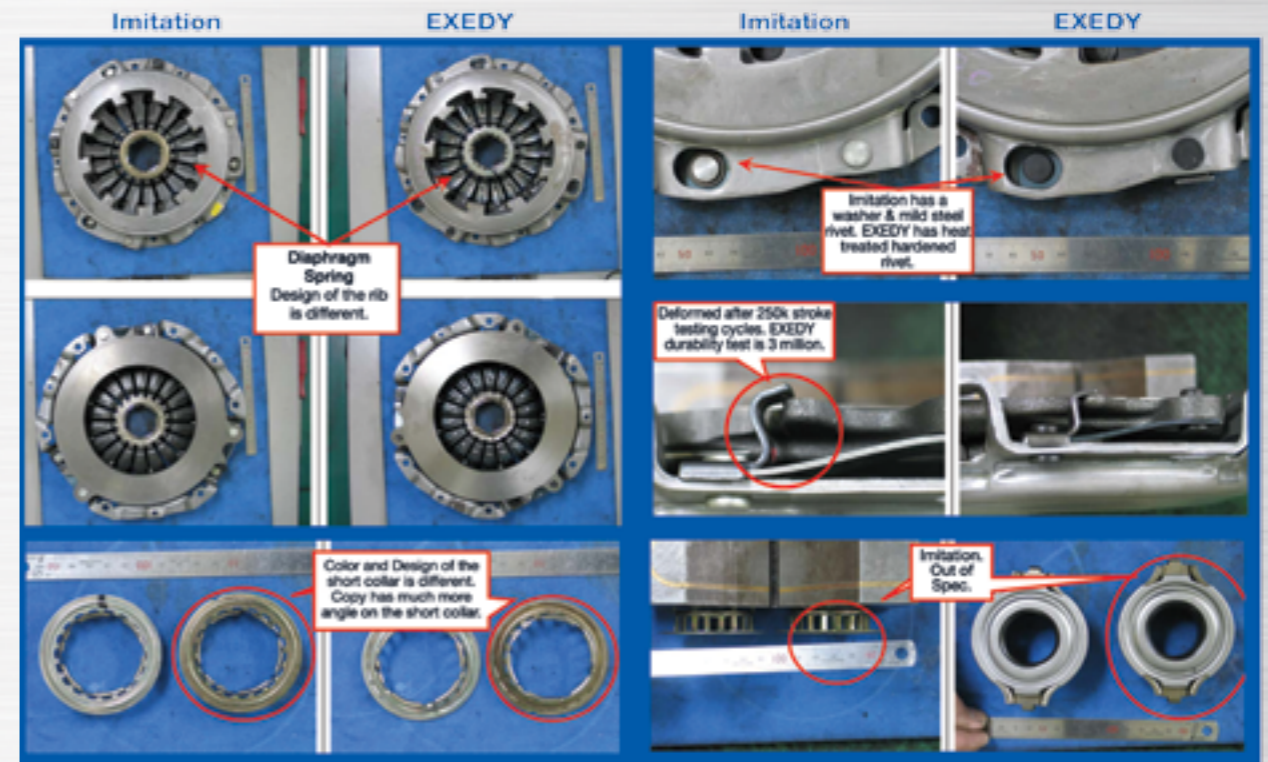 Imitation
EXEDY
Imitation
EXEDY
Diaphragm
Spring
Design of the rib
is different.
Imitation has a
washer & mild steel
rivet. EXEDY has heat
treated hardened
rivet.
Deformed after 250k stroke
testing cycles. EXEDY
durability test is 3 million.
Color and Design of the
short collar is different.
Copy has much more
angle on the short collar.
Imitation.
Out of
Spec.